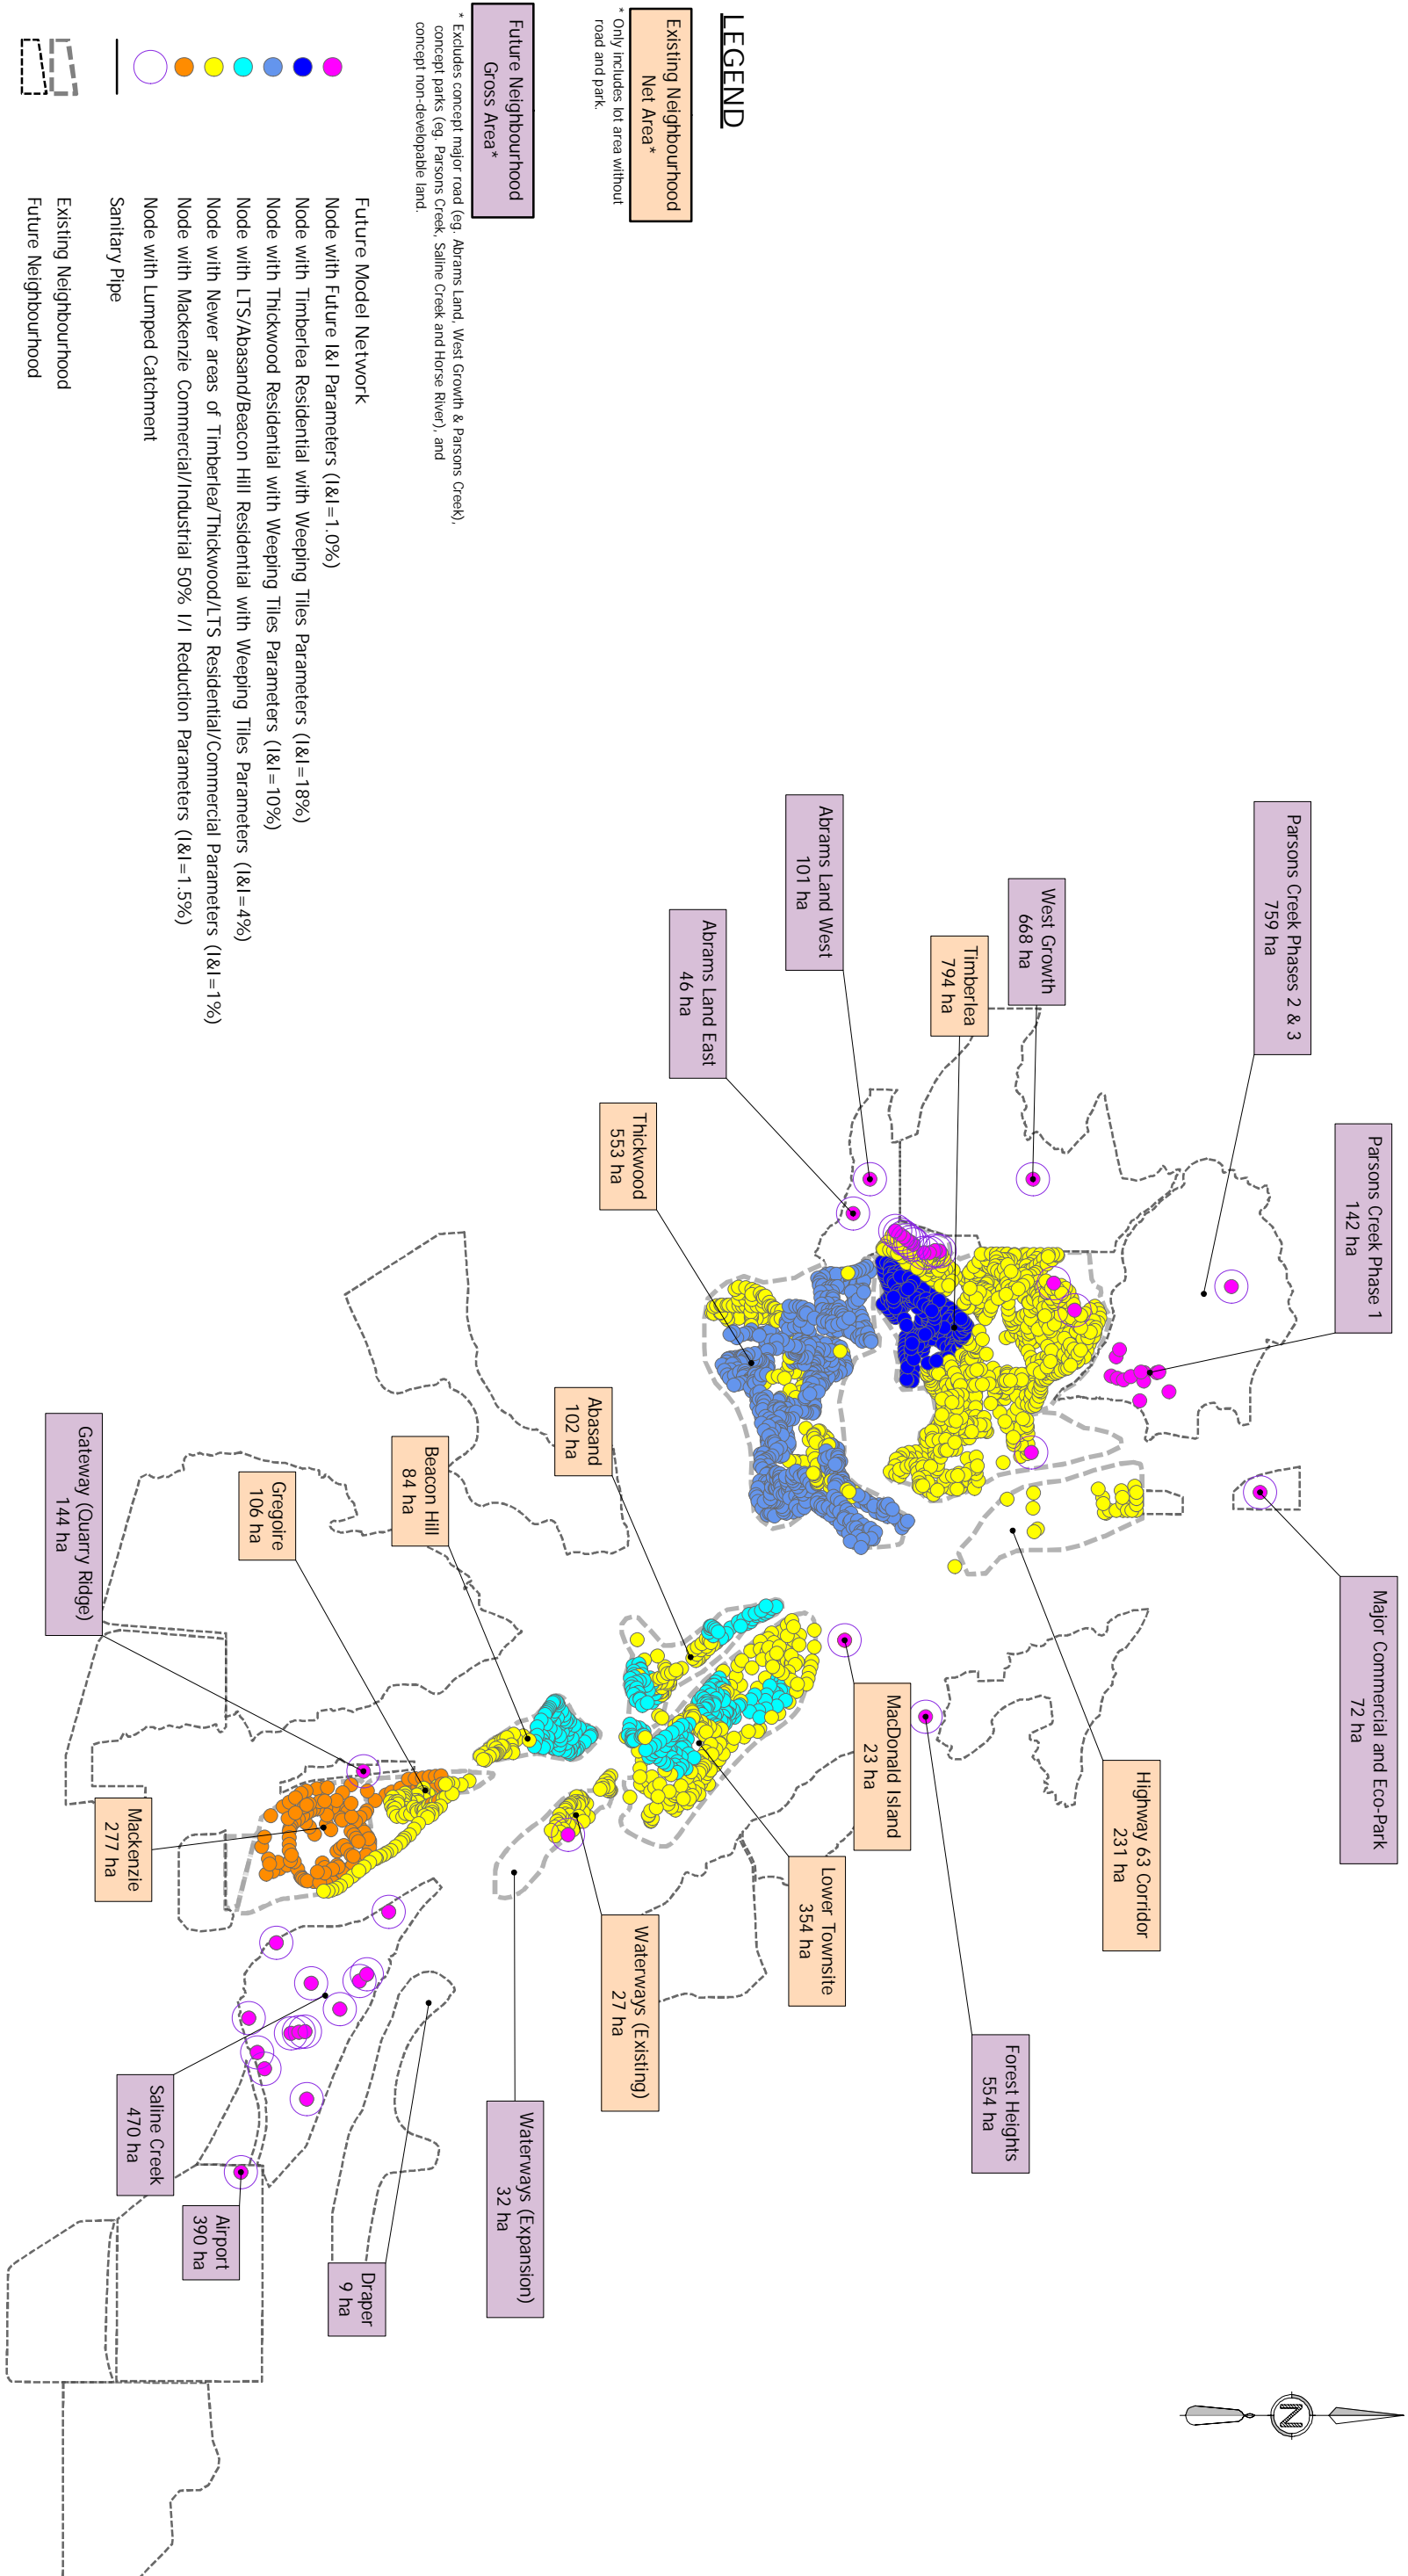 LEGEND
Existing Neighbourhood
Net Area*
* Only includes lot area without
road and park.
Future Neighbourhood
Gross Area*
* Excludes concept major road (eg. Abrams Land, West Growth & Parsons Creek),
concept parks (eg. Parsons Creek, Saline Creek and Horse River), and
concept non-developable land.
Future Model Network
Node with Future I&I Parameters (I&I=1.0%)
Node with Timberlea Residential with Weeping Tiles Parameters (I&I=18%)
Node with Thickwood Residential with Weeping Tiles Parameters (I&I=10%)
Node with LTS/Abasand/Beacon Hill Residential with Weeping Tiles Parameters (I&I=4%)
Node with Newer areas of Timberlea/Thickwood/LTS Residential/Commercial Parameters (I&I=1%)
Node with Mackenzie Commercial/Industrial 50% I/I Reduction Parameters (I&I=1.5%)
Node with Lumped Catchment
Sanitary Pipe
Existing Neighbourhood
Future Neighbourhood
Parsons Creek Phase 1
142 ha
Major Commercial and Eco-Park
72 ha
Parsons Creek Phases 2 & 3
759 ha
Highway 63 Corridor
231 ha
West Growth
668 ha
Forest Heights
554 ha
Timberlea
794 ha
MacDonald Island
23 ha
Abrams Land West
101 ha
Lower Townsite
354 ha
Abrams Land East
46 ha
Thickwood
553 ha
Waterways (Existing)
27 ha
Abasand
102 ha
Waterways (Expansion)
32 ha
Beacon Hill
84 ha
Draper
9 ha
Gregoire
106 ha
Airport
390 ha
Saline Creek
470 ha
Mackenzie
277 ha
Gateway (Quarry Ridge)
144 ha
N